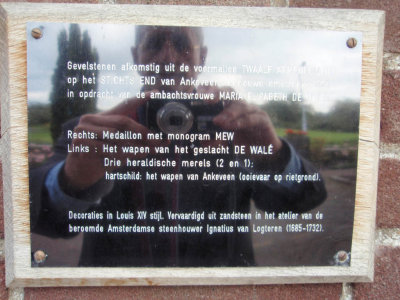 Gevelstenen afkomstig uit de voormalige TWAALF
op het STICHTS END van Ankeveen,
in opdracht van de ambachtsvrouwe MARIA ELISABETH DE
Rechts: Medaillon met monogram MEW
Links : Het wapen van het geslacht DE WALÉ
Drie heraldische merels (2 en 1);
hartschild: het wapen van Ankeveen (ooievaar op rietgrond).
Decoraties in Louis XIV stijl. Vervaardigd uit zandsteen in het atelier van de
beroemde Amsterdamse steenhouwer Ignatius van Logteren (1685-1732).